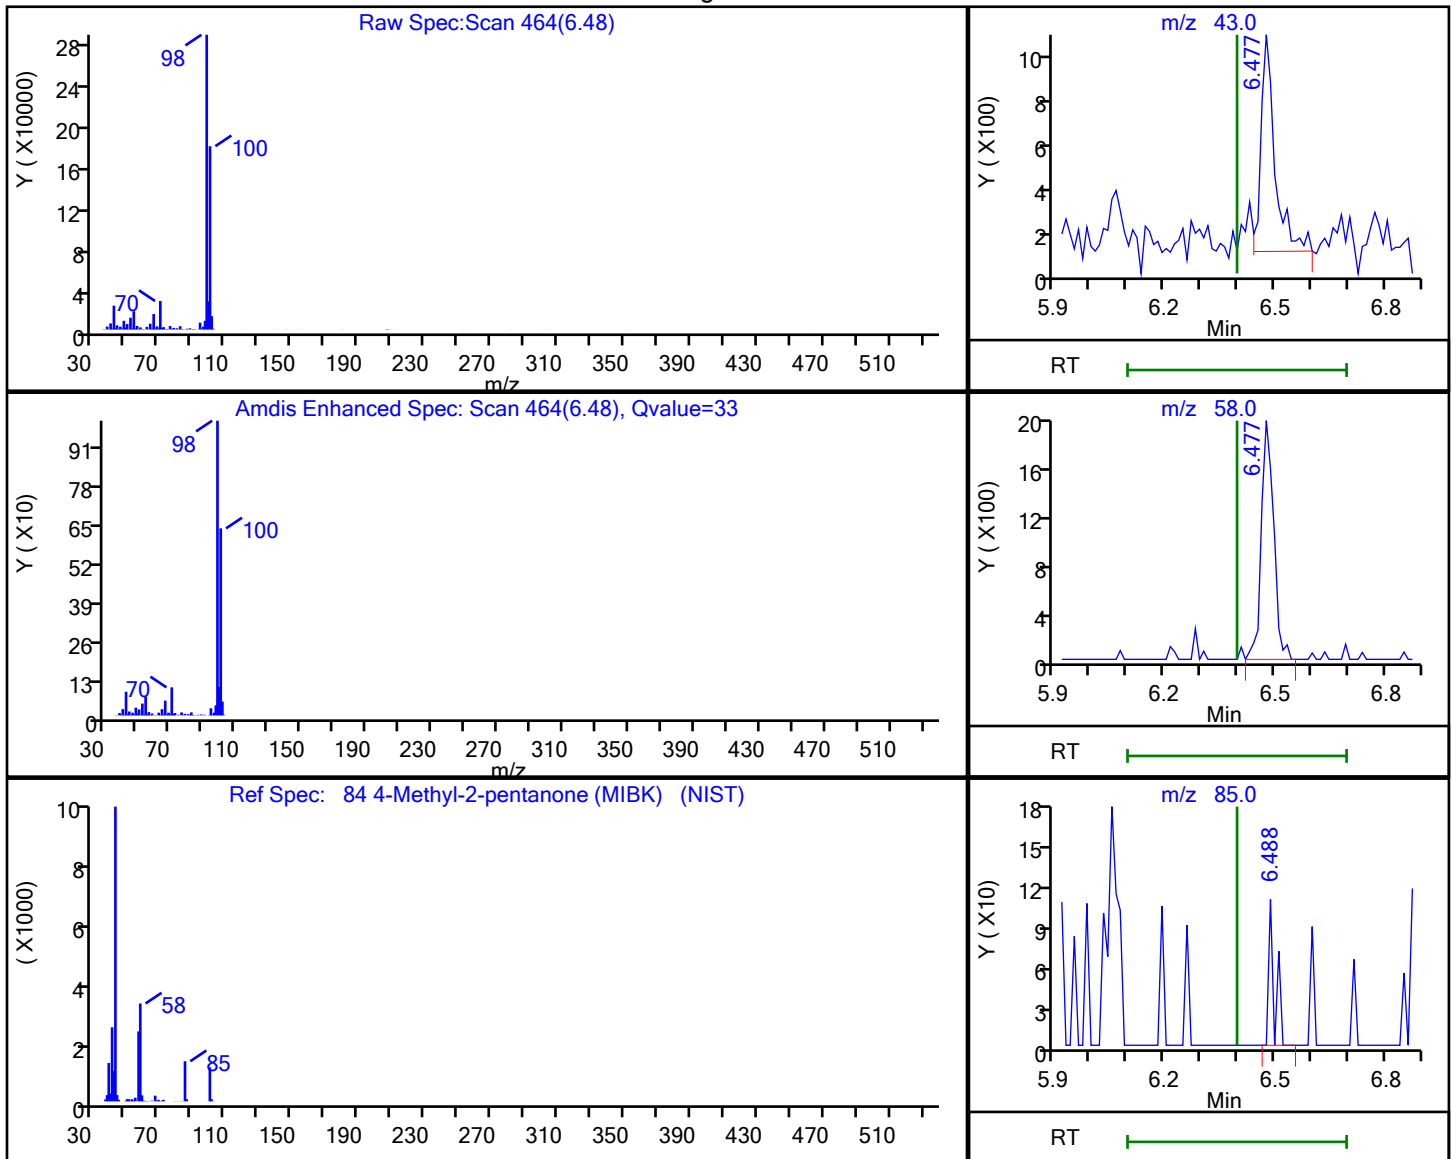 Raw Spec:Scan 464(6.48)
Y ( X10000)
28
24
20
16
12
8
4
0
98
100
70
30 70 110 150 190 230 270 310 350 390 430 470 510
m/z
m/z 43.0
Y ( X100)
10
8
6
4
2
0
6.477
5.9 6.2 6.5 6.8
Min
RT
Amdis Enhanced Spec: Scan 464(6.48), Qvalue=33
Y ( X10)
91
78
65
52
39
26
13
0
98
100
70
30 70 110 150 190 230 270 310 350 390 430 470 510
m/z
m/z 58.0
Y ( X100)
20
16
12
8
4
0
6.477
5.9 6.2 6.5 6.8
Min
RT
Ref Spec: 84 4-Methyl-2-pentanone (MIBK) (NIST)
( X1000)
10
8
6
4
2
0
58
85
30 70 110 150 190 230 270 310 350 390 430 470 510
m/z 85.0
Y ( X10)
18
15
12
9
6
3
0
6.488
5.9 6.2 6.5 6.8
Min
RT